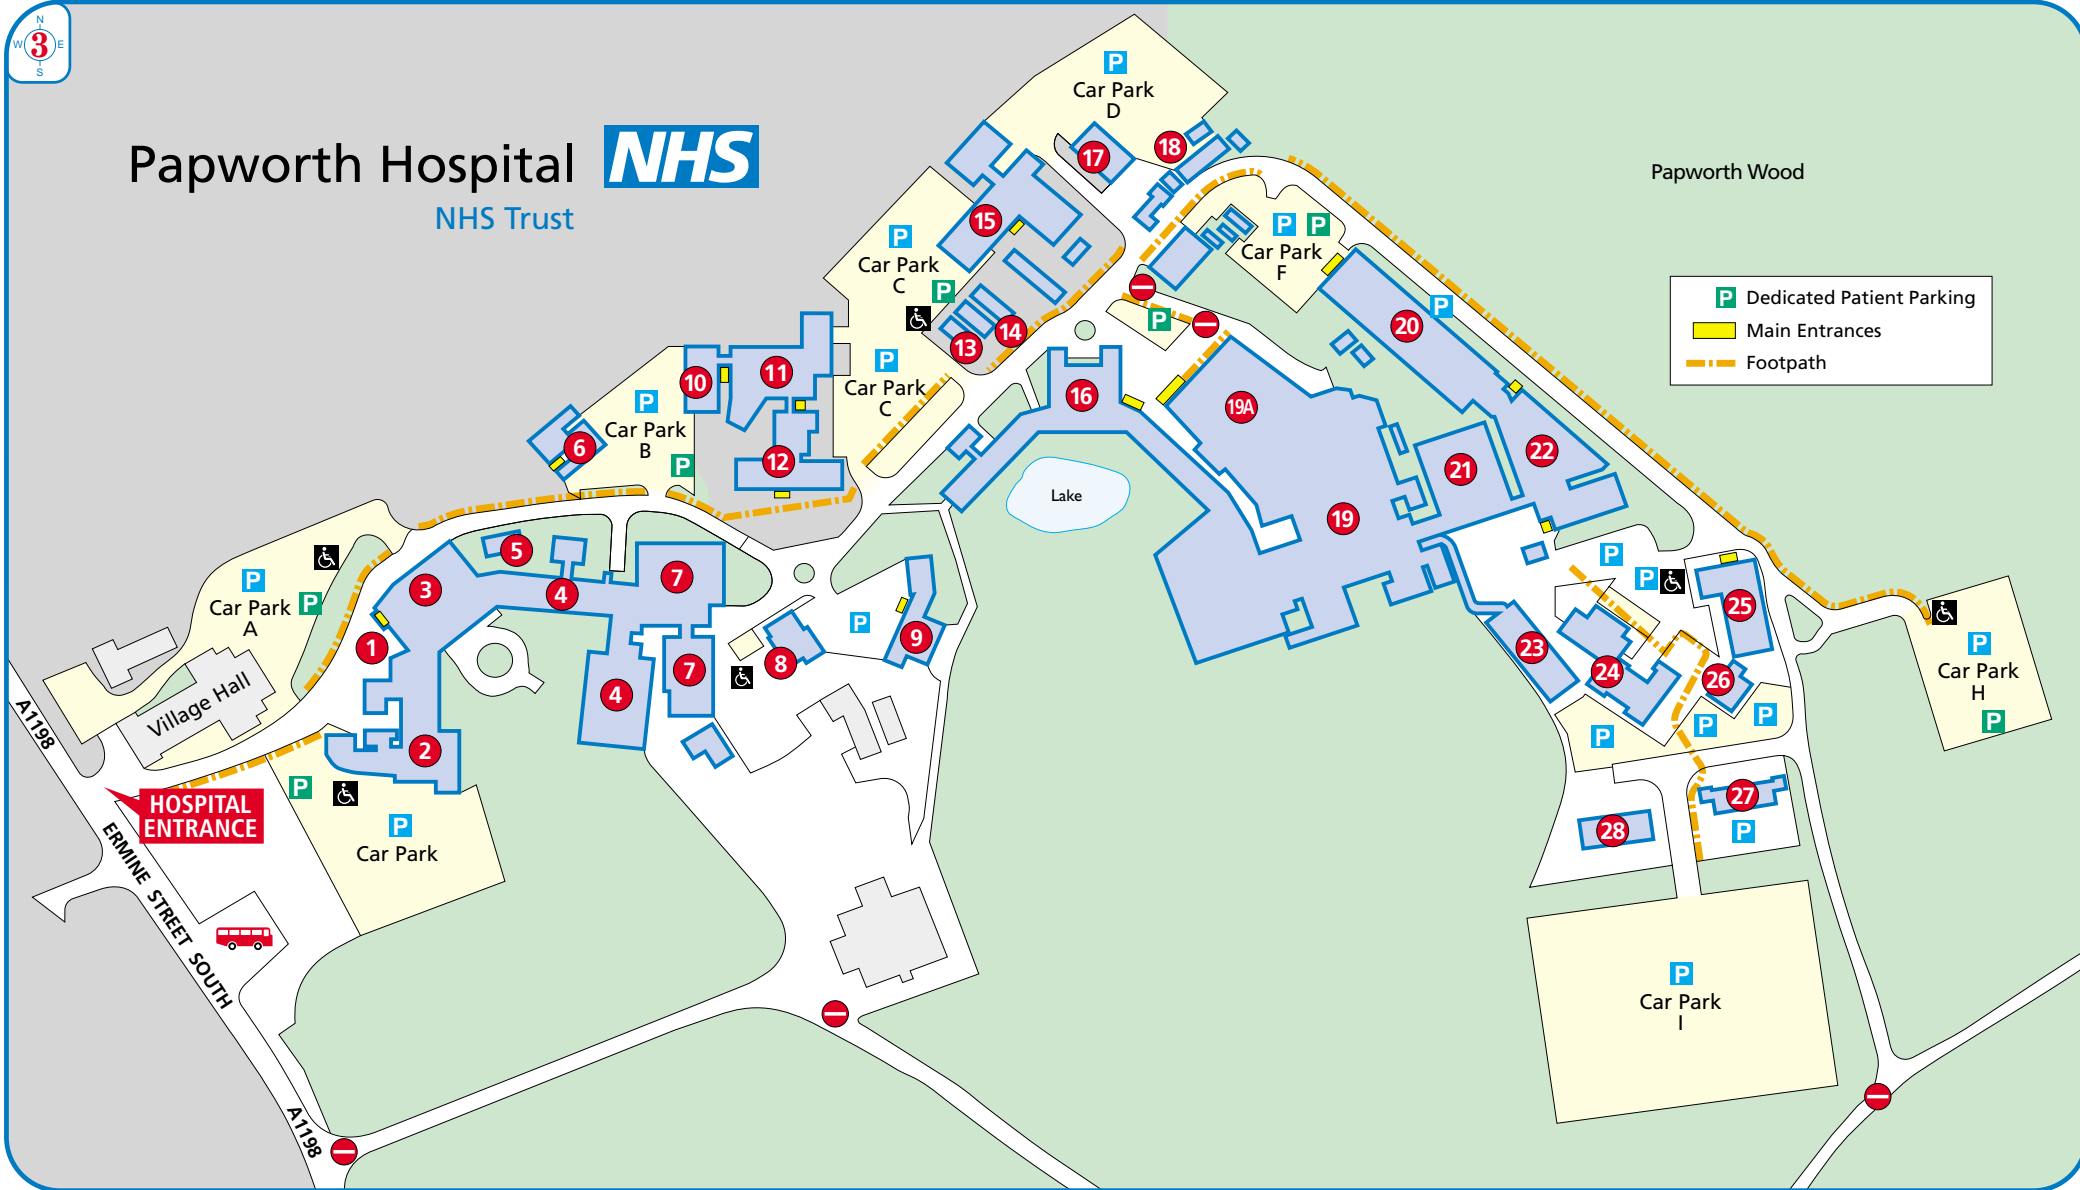 N
W 3 E
S
Papworth Hospital NHS
NHS Trust
P
Car Park
D
17
18
Papworth Wood
15
P
Car Park
C
P
P P
Car Park
F
P
P Dedicated Patient Parking
Main Entrances
Footpath
P
20
14
13
P
Car Park
C
10
11
12
16
19A
P
Car Park
B
P
6
21
22
Lake
19
5
3
4
7
P
Car Park
A
P
1
P
9
8
7
4
2
Village Hall
A1198
P
P
25
23
24
26
P
P
P
P
Car Park
H
P
27
P
28
HOSPITAL
ENTRANCE
P
P
Car Park
ERMINE STREET SOUTH
A1198
P
Car Park
I